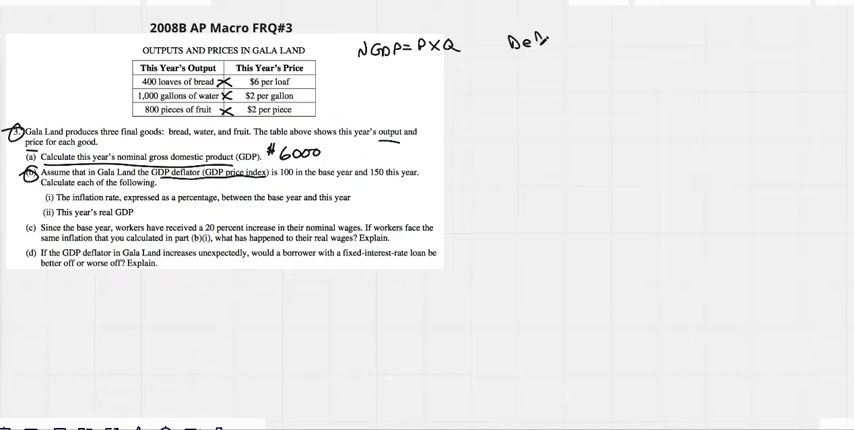 2008B AP Macro FRQ#3
OUTPUTS AND PRICES IN GALA LAND
NGDP = P X Q
This Year's Output This Year's Price
400 loaves of bread X $6 per loaf
1,000 gallons of water X $2 per gallon
800 pieces of fruit X $2 per piece
3. Gala Land produces three final goods: bread, water, and fruit. The table above shows this year's output and
price for each good.
(a) Calculate this year's nominal gross domestic product (GDP). $6000
(b) Assume that in Gala Land the GDP deflator (GDP price index) is 100 in the base year and 150 this year.
Calculate each of the following.
(i) The inflation rate, expressed as a percentage, between the base year and this year
(ii) This year's real GDP
(c) Since the base year, workers have received a 20 percent increase in their nominal wages. If workers face the
same inflation that you calculated in part (b)(i), what has happened to their real wages? Explain.
(d) If the GDP deflator in Gala Land increases unexpectedly, would a borrower with a fixed-interest-rate loan be
better off or worse off? Explain.